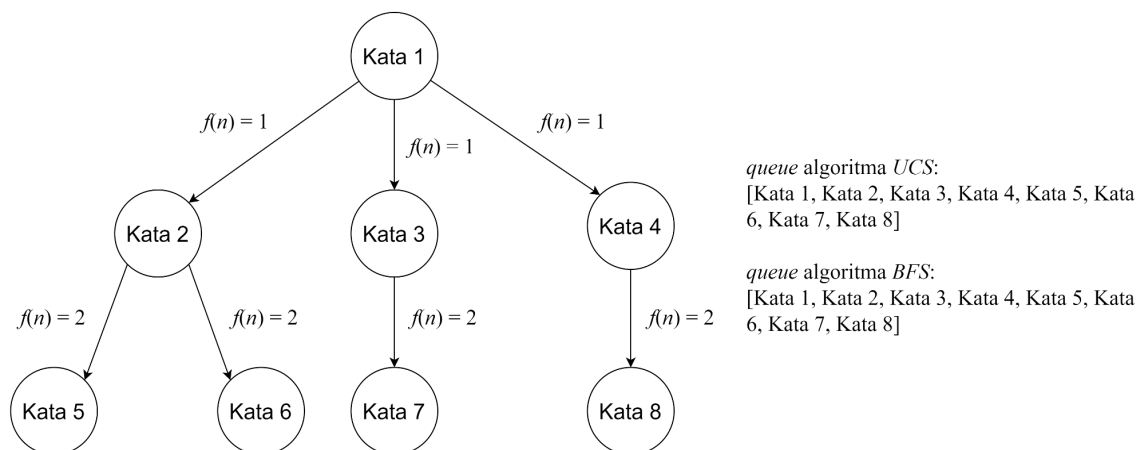 Kata 1
f(n) = 1
f(n) = 1
f(n) = 1
Kata 2
Kata 3
Kata 4
f(n) = 2
f(n) = 2
f(n) = 2
f(n) = 2
Kata 5
Kata 6
Kata 7
Kata 8
queue algoritma UCS:
[Kata 1, Kata 2, Kata 3, Kata 4, Kata 5, Kata
6, Kata 7, Kata 8]
queue algoritma BFS:
[Kata 1, Kata 2, Kata 3, Kata 4, Kata 5, Kata
6, Kata 7, Kata 8]